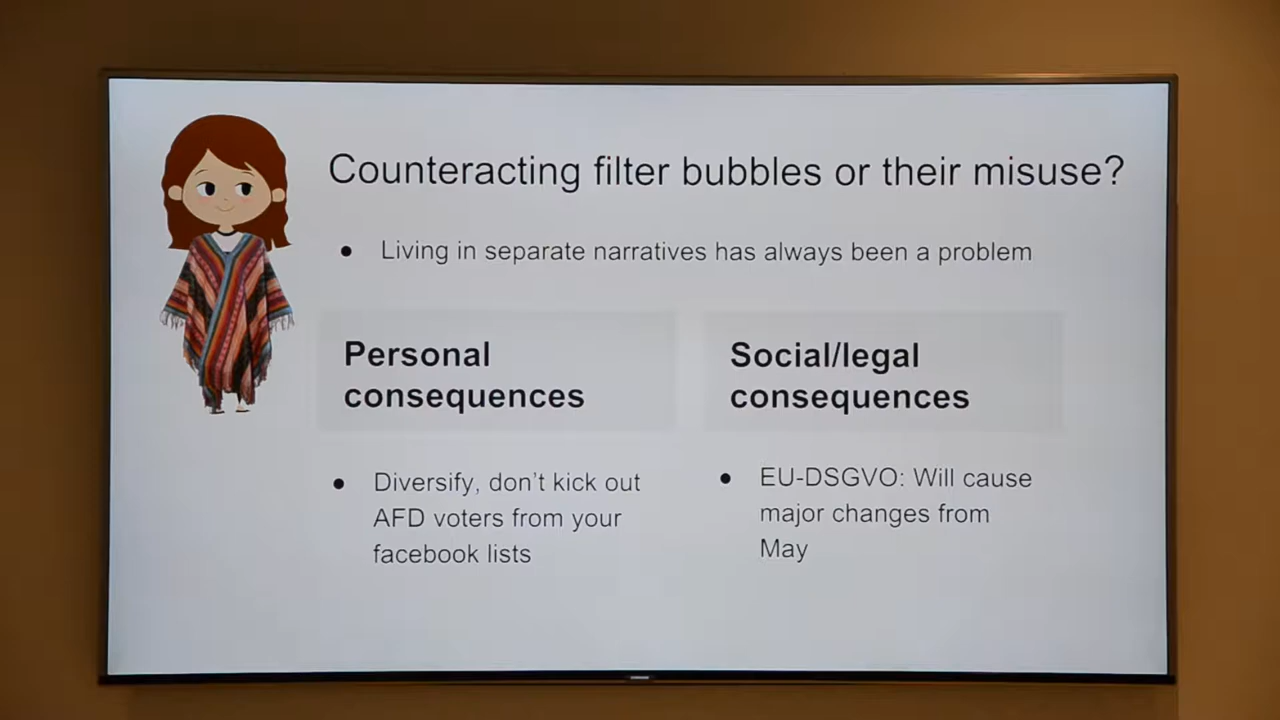 Counteracting filter bubbles or their misuse?
● Living in separate narratives has always been a problem
Personal
consequences
● Diversify, don't kick out
AFD voters from your
facebook lists
Social/legal
consequences
● EU-DSGVO: Will cause
major changes from
May